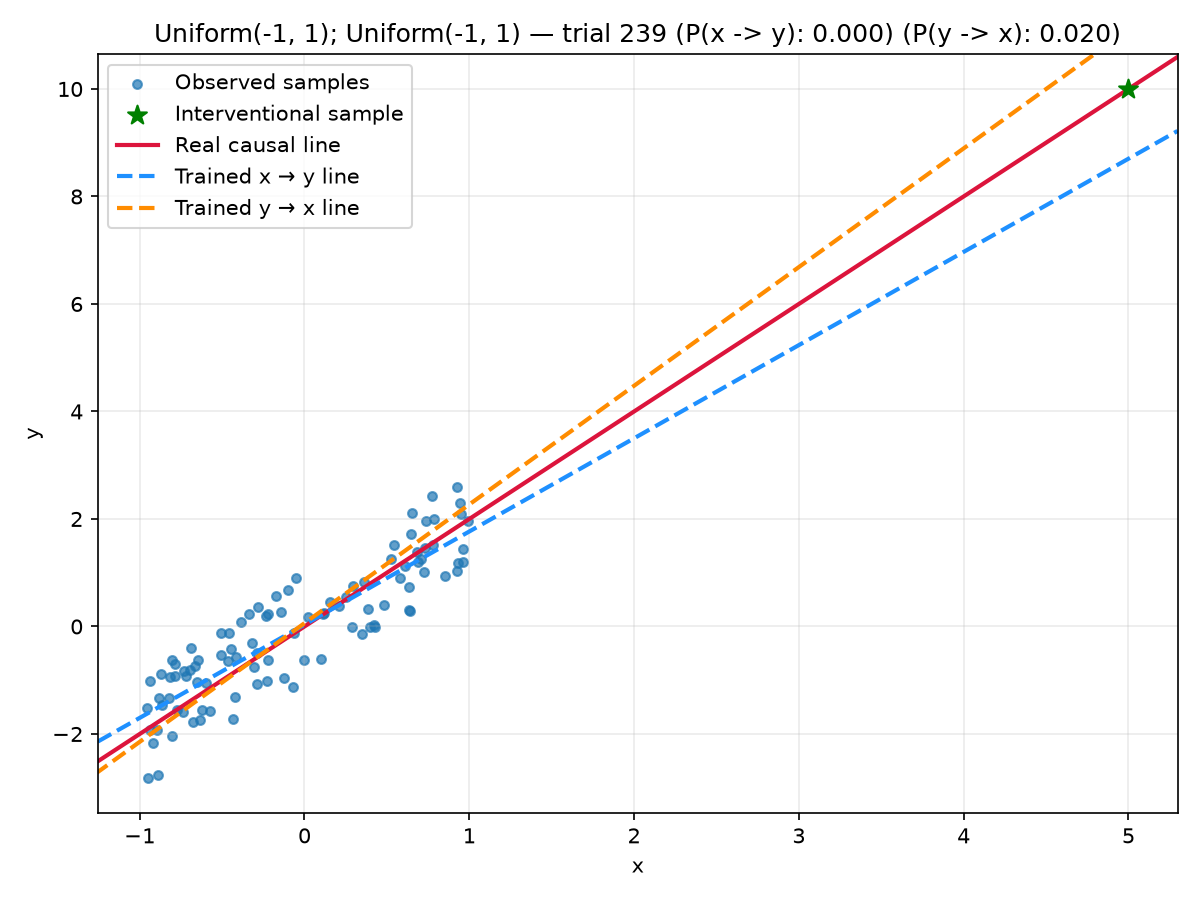 Uniform(-1, 1); Uniform(-1, 1) — trial 239 (P(x -> y): 0.000) (P(y -> x): 0.020)
Observed samples
Interventional sample
Real causal line
Trained x → y line
Trained y → x line
10
8
6
4
2
0
−2
y
−1
0
1
2
3
4
5
x